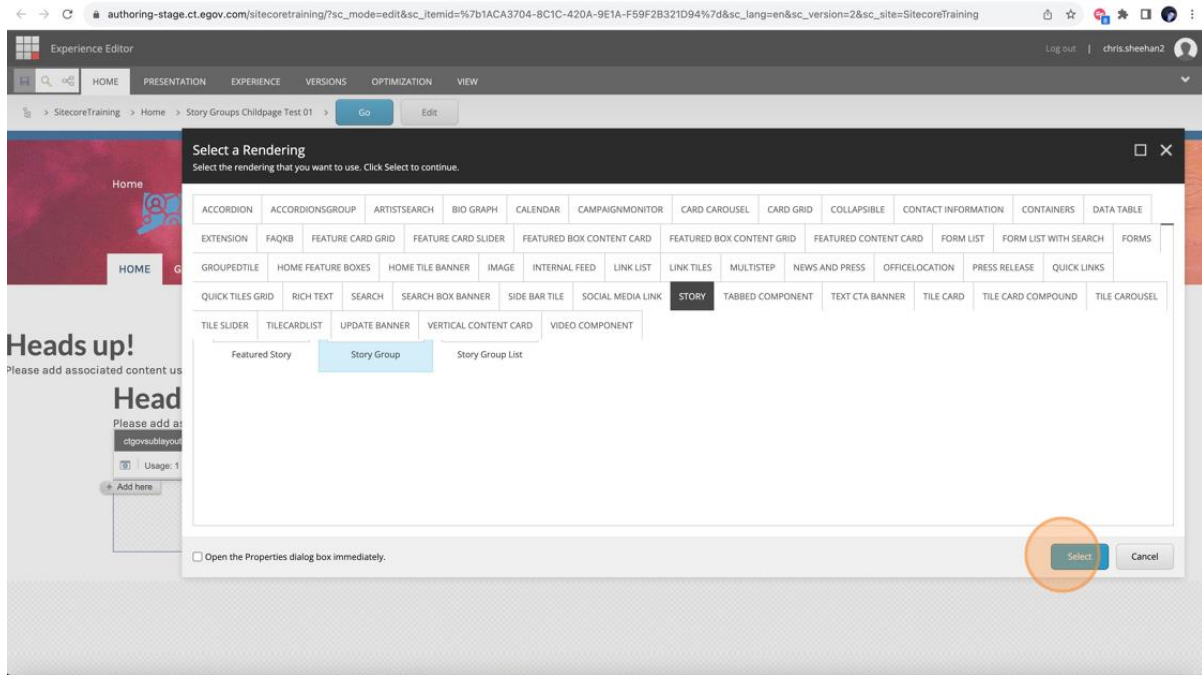 authoring-stage.ct.egov.com/sitecoretraining/?sc_mode=edit&sc_itemid=%7b1ACA3704-8C1C-420A-9E1A-F59F2B321D94%7d&sc_lang=en&sc_version=2&sc_site=SitecoreTraining
Experience Editor
Log out | chris.sheehan2
HOME PRESENTATION EXPERIENCE VERSIONS OPTIMIZATION VIEW
> SitecoreTraining > Home > Story Groups Childpage Test 01 > Go Edit
Select a Rendering
Select the rendering that you want to use. Click Select to continue.
Home
ACCORDION ACCORDIONSGROUP ARTISTSEARCH BIO GRAPH CALENDAR CAMPAIGNMONITOR CARD CAROUSEL CARD GRID COLLAPSIBLE CONTACT INFORMATION CONTAINERS DATA TABLE
EXTENSION FAQKB FEATURE CARD GRID FEATURE CARD SLIDER FEATURED BOX CONTENT CARD FEATURED BOX CONTENT GRID FEATURED CONTENT CARD FORM LIST FORM LIST WITH SEARCH FORMS
HOME G
GROUPEDTILE HOME FEATURE BOXES HOME TILE BANNER IMAGE INTERNAL FEED LINK LIST LINK TILES MULTISTEP NEWS AND PRESS OFFICELOCATION PRESS RELEASE QUICK LINKS
QUICK TILES GRID RICH TEXT SEARCH SEARCH BOX BANNER SIDE BAR TILE SOCIAL MEDIA LINK STORY TABBED COMPONENT TEXT CTA BANNER TILE CARD TILE CARD COMPOUND TILE CAROUSEL
TILE SLIDER TILECARDLIST UPDATE BANNER VERTICAL CONTENT CARD VIDEO COMPONENT
Heads up!
Featured Story Story Group Story Group List
Please add associated content us
Head
Please add as
ctgovsublayout
Usage: 1
+ Add here
Open the Properties dialog box immediately.
Select Cancel